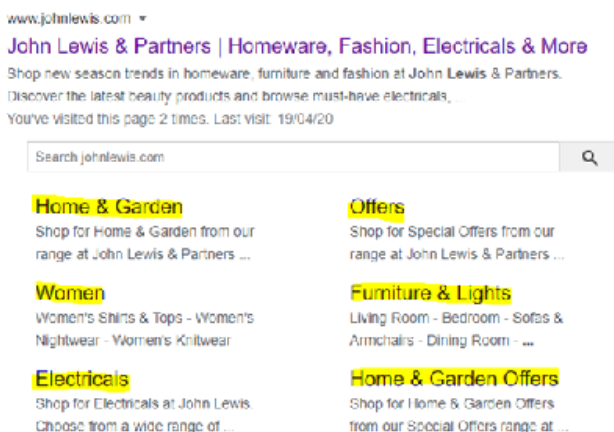 www.johnlewis.com
John Lewis & Partners | Homeware, Fashion, Electricals & More
Shop new season trends in homeware, furniture and fashion at John Lewis & Partners.
Discover the latest beauty products and browse must-have electricals, ...
You've visited this page 2 times. Last visit: 19/04/20
Search johnlewis.com
Home & Garden
Shop for Home & Garden from our
range at John Lewis & Partners ...
Offers
Shop for Special Offers from our
range at John Lewis & Partners ...
Women
Women's Shirts & Tops - Women's
Nightwear - Women's Knitwear
Furniture & Lights
Living Room - Bedroom - Sofas &
Armchairs - Dining Room - ...
Electricals
Shop for Electricals at John Lewis.
Choose from a wide range of ...
Home & Garden Offers
Shop for Home & Garden Offers
from our Special Offers range at ...